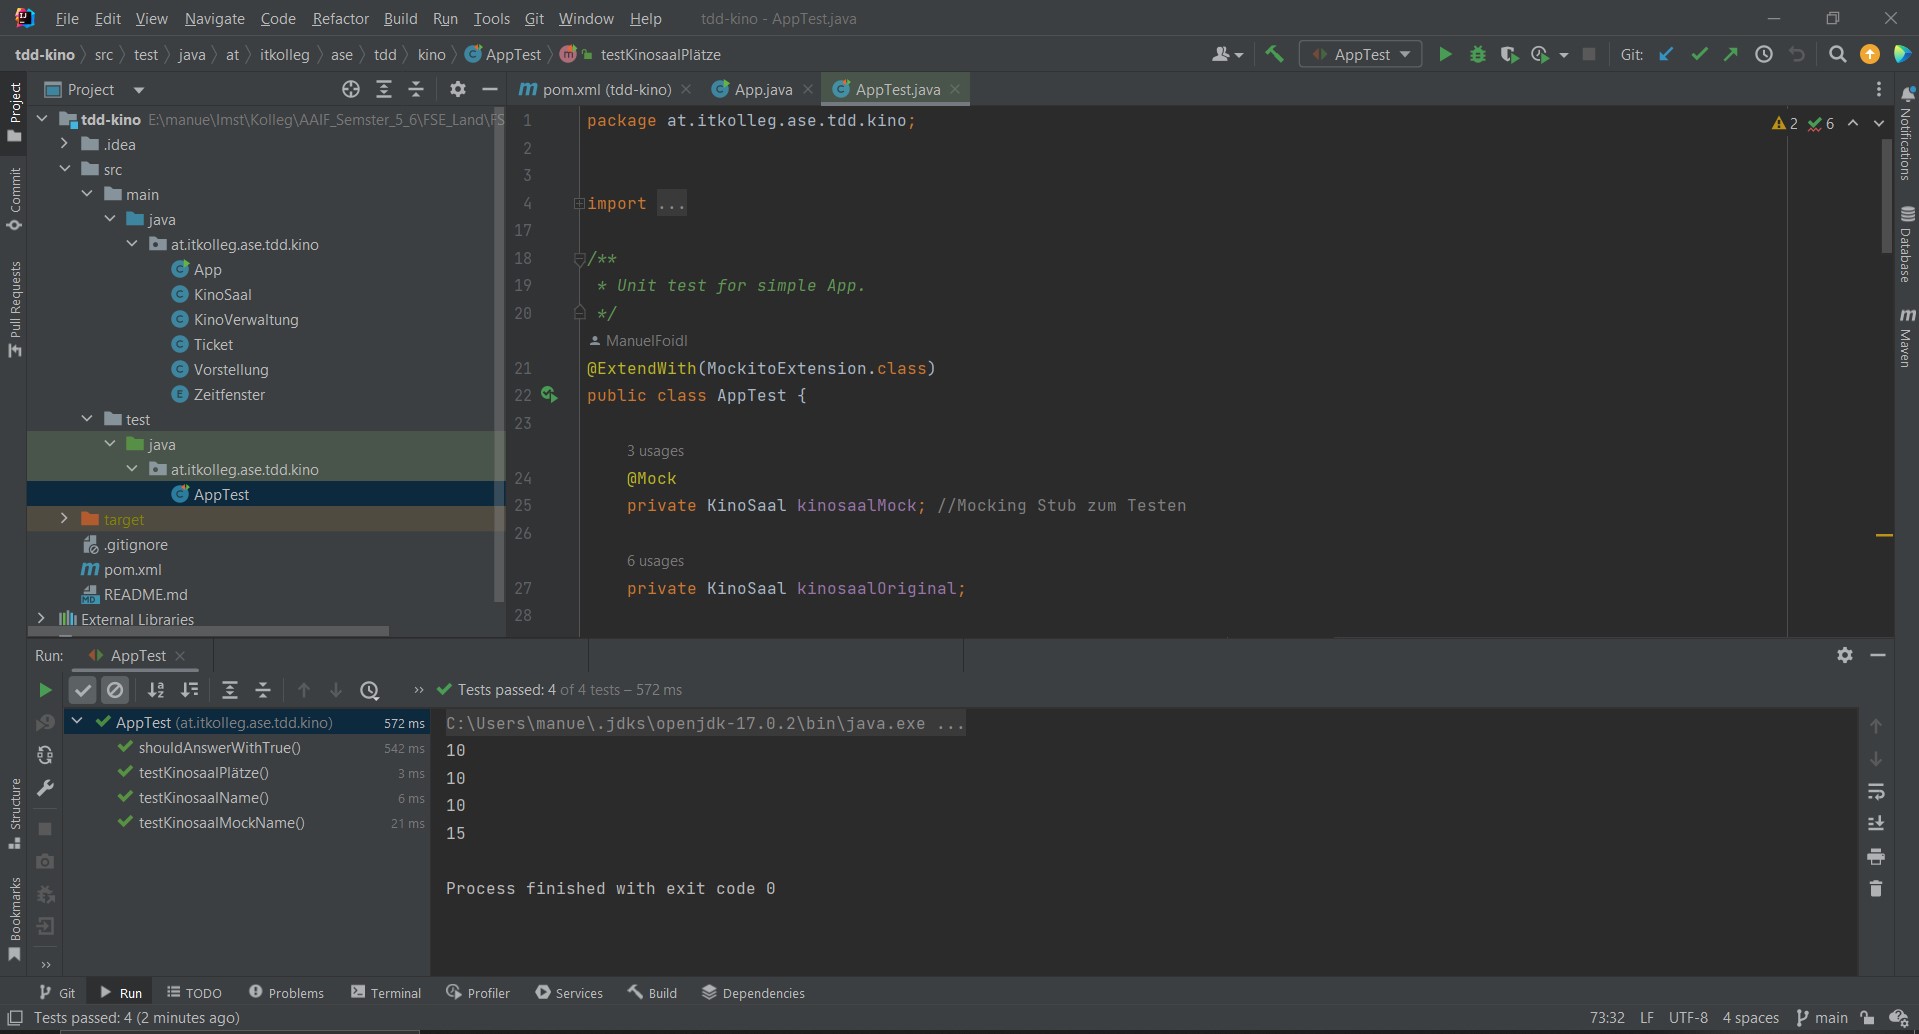 File Edit View Navigate Code Refactor Build Run Tools Git Window Help tdd-kino - AppTest.java
tdd-kino src test java at itkolleg ase tdd kino AppTest m testKinosaalPlätze AppTest Git:
Project
Commit
Pull Requests
Structure
Bookmarks
Project
tdd-kino E:\manue\Imst\Kolleg\AAIF_Semster_5_6\FSE_Land\FS
.idea
src
main
java
at.itkolleg.ase.tdd.kino
App
KinoSaal
KinoVerwaltung
Ticket
Vorstellung
Zeitfenster
test
java
at.itkolleg.ase.tdd.kino
AppTest
target
.gitignore
pom.xml
README.md
External Libraries
pom.xml (tdd-kino) App.java AppTest.java
2 6
1 package at.itkolleg.ase.tdd.kino;
2
3
4 import ...
17
18 /**
19 * Unit test for simple App.
20 */
ManuelFoidl
21 @ExtendWith(MockitoExtension.class)
22 public class AppTest {
23
3 usages
24 @Mock
25 private KinoSaal kinosaalMock; //Mocking Stub zum Testen
26
6 usages
27 private KinoSaal kinosaalOriginal;
28
Notifications
Database
Maven
Run: AppTest
» Tests passed: 4 of 4 tests – 572 ms
AppTest (at.itkolleg.ase.tdd.kino) 572 ms
shouldAnswerWithTrue() 542 ms
testKinosaalPlätze() 3 ms
testKinosaalName() 6 ms
testKinosaalMockName() 21 ms
C:\Users\manue\.jdks\openjdk-17.0.2\bin\java.exe ...
10
10
10
15
Process finished with exit code 0
»
Git Run TODO Problems Terminal Profiler Services Build Dependencies
Tests passed: 4 (2 minutes ago) 73:32 LF UTF-8 4 spaces main